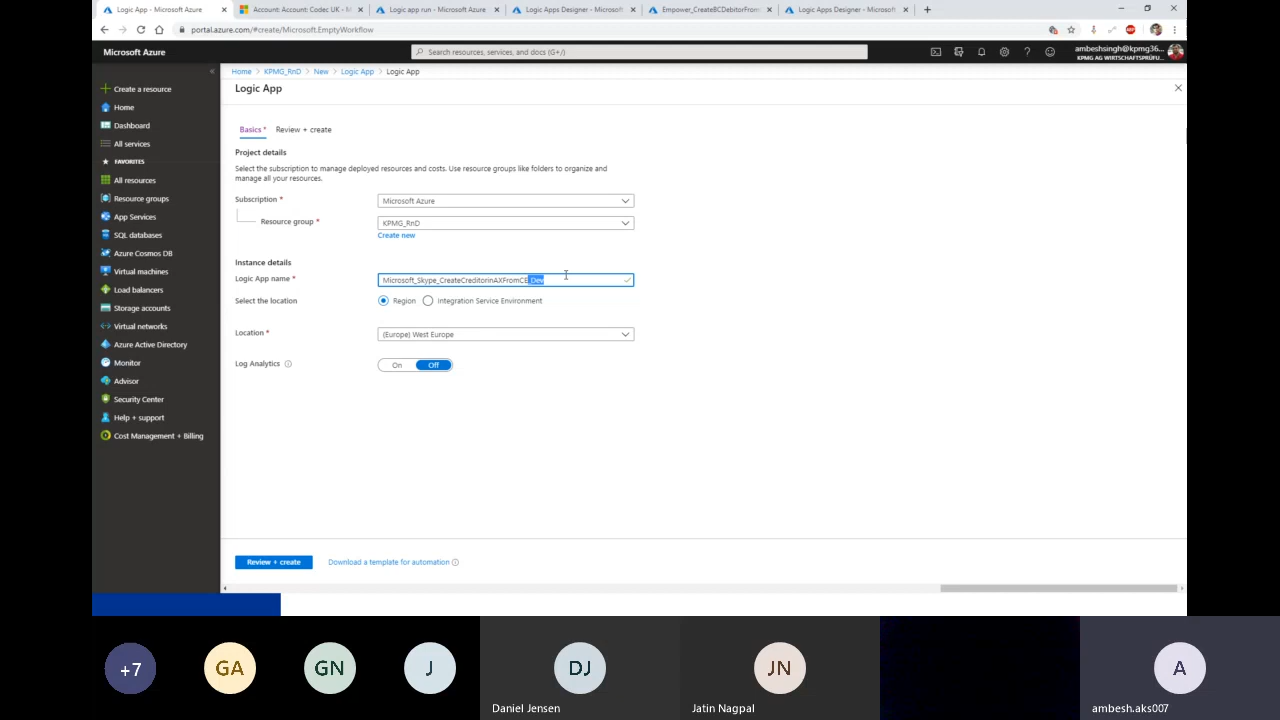 Logic App - Microsoft Azure
Account: Account: Codec UK - M
Logic app run - Microsoft Azure
Logic Apps Designer - Microsoft
Empower_CreateBCDebitorFrom
Logic Apps Designer - Microsoft
portal.azure.com/#create/Microsoft.EmptyWorkflow
Microsoft Azure
Search resources, services, and docs (G+/)
ambeshsingh@kpmg36...
KPMG AG WIRTSCHAFTSPRÜFU...
Home > KPMG_RnD > New > Logic App > Logic App
Logic App
Create a resource
Home
Dashboard
All services
FAVORITES
All resources
Resource groups
App Services
SQL databases
Azure Cosmos DB
Virtual machines
Load balancers
Storage accounts
Virtual networks
Azure Active Directory
Monitor
Advisor
Security Center
Help + support
Cost Management + Billing
Basics * Review + create
Project details
Select the subscription to manage deployed resources and costs. Use resource groups like folders to organize and
manage all your resources.
Subscription * Microsoft Azure
Resource group * KPMG_RnD
Create new
Instance details
Logic App name * Microsoft_Skype_CreateCreditorinAXFromCE_Dev
Select the location Region Integration Service Environment
Location * (Europe) West Europe
Log Analytics On Off
Review + create Download a template for automation
+7
GA
GN
J
DJ
Daniel Jensen
JN
Jatin Nagpal
A
ambesh.aks007